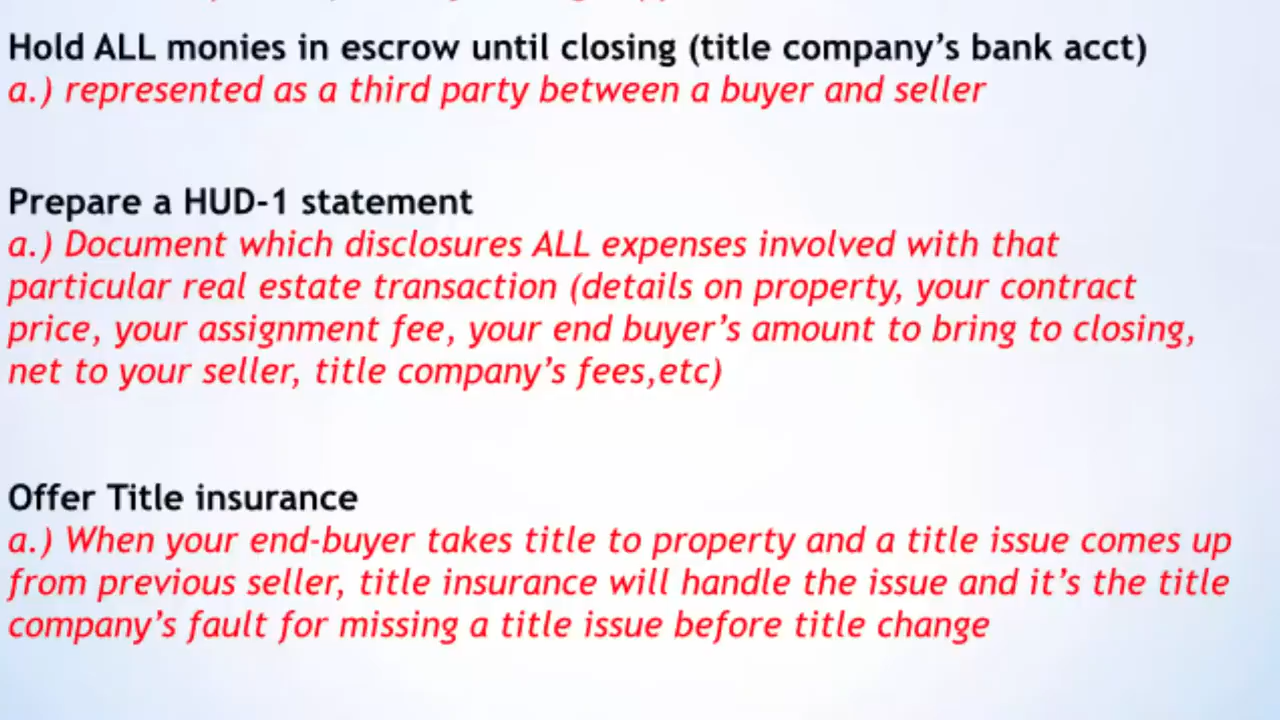 Hold ALL monies in escrow until closing (title company’s bank acct)
a.) represented as a third party between a buyer and seller
Prepare a HUD-1 statement
a.) Document which disclosures ALL expenses involved with that
particular real estate transaction (details on property, your contract
price, your assignment fee, your end buyer’s amount to bring to closing,
net to your seller, title company’s fees,etc)
Offer Title insurance
a.) When your end-buyer takes title to property and a title issue comes up
from previous seller, title insurance will handle the issue and it’s the title
company’s fault for missing a title issue before title change